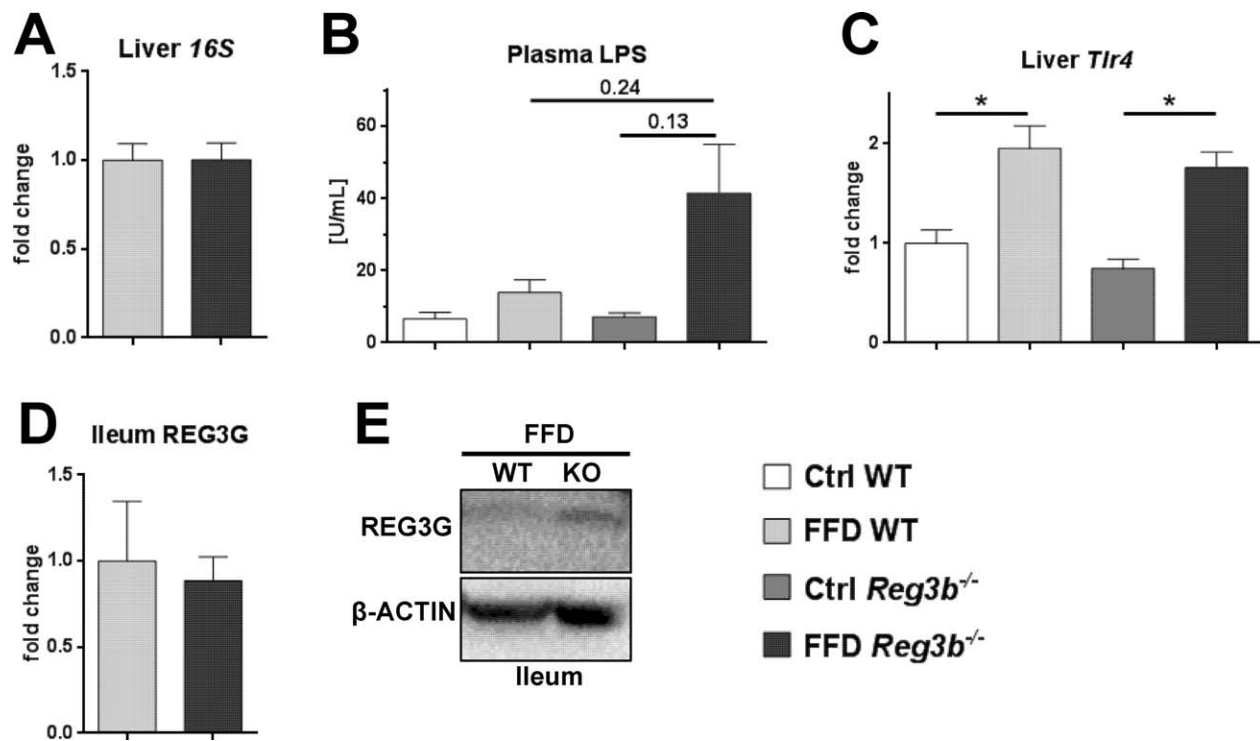 A
Liver 16S
fold change
1.5
1.0
0.5
0.0
B
Plasma LPS
[U/mL]
60
40
20
0
0.24
0.13
C
Liver Tlr4
fold change
2
1
0
*
*
D
Ileum REG3G
fold change
1.5
1.0
0.5
0.0
E
FFD
WT KO
REG3G
β-ACTIN
Ileum
Ctrl WT
FFD WT
Ctrl Reg3b-/-
FFD Reg3b-/-